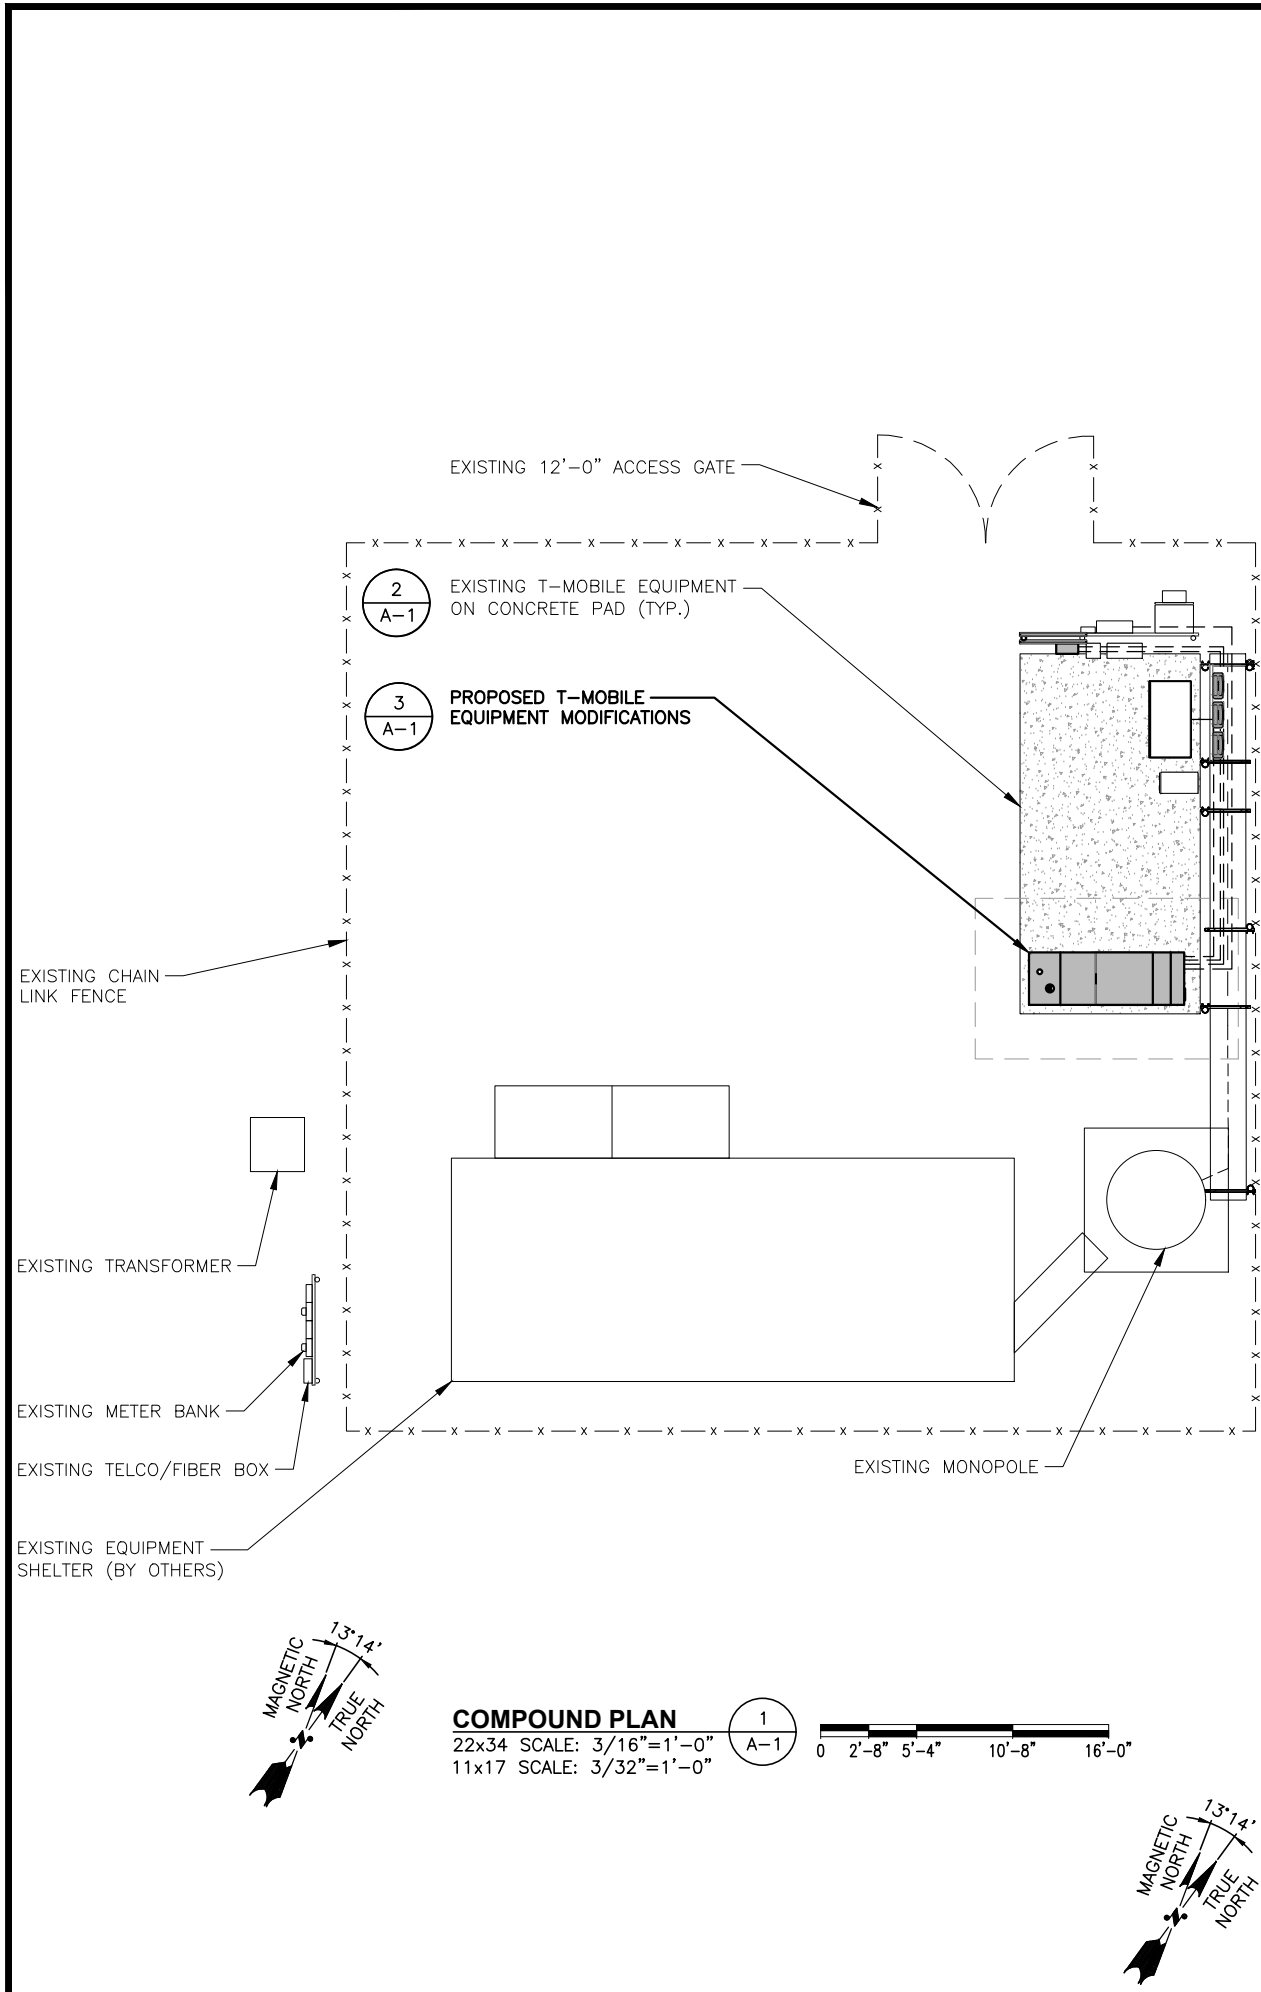 EXISTING 12'-0" ACCESS GATE
2
A-1
EXISTING T-MOBILE EQUIPMENT
ON CONCRETE PAD (TYP.)
3
A-1
PROPOSED T-MOBILE
EQUIPMENT MODIFICATIONS
EXISTING CHAIN
LINK FENCE
EXISTING TRANSFORMER
EXISTING METER BANK
EXISTING TELCO/FIBER BOX
EXISTING MONOPOLE
EXISTING EQUIPMENT
SHELTER (BY OTHERS)
13°14'
MAGNETIC
NORTH
TRUE
NORTH
COMPOUND PLAN
22x34 SCALE: 3/16"=1'-0"
11x17 SCALE: 3/32"=1'-0"
1
A-1
0 2'-8" 5'-4" 10'-8" 16'-0"
13°14'
MAGNETIC
NORTH
TRUE
NORTH